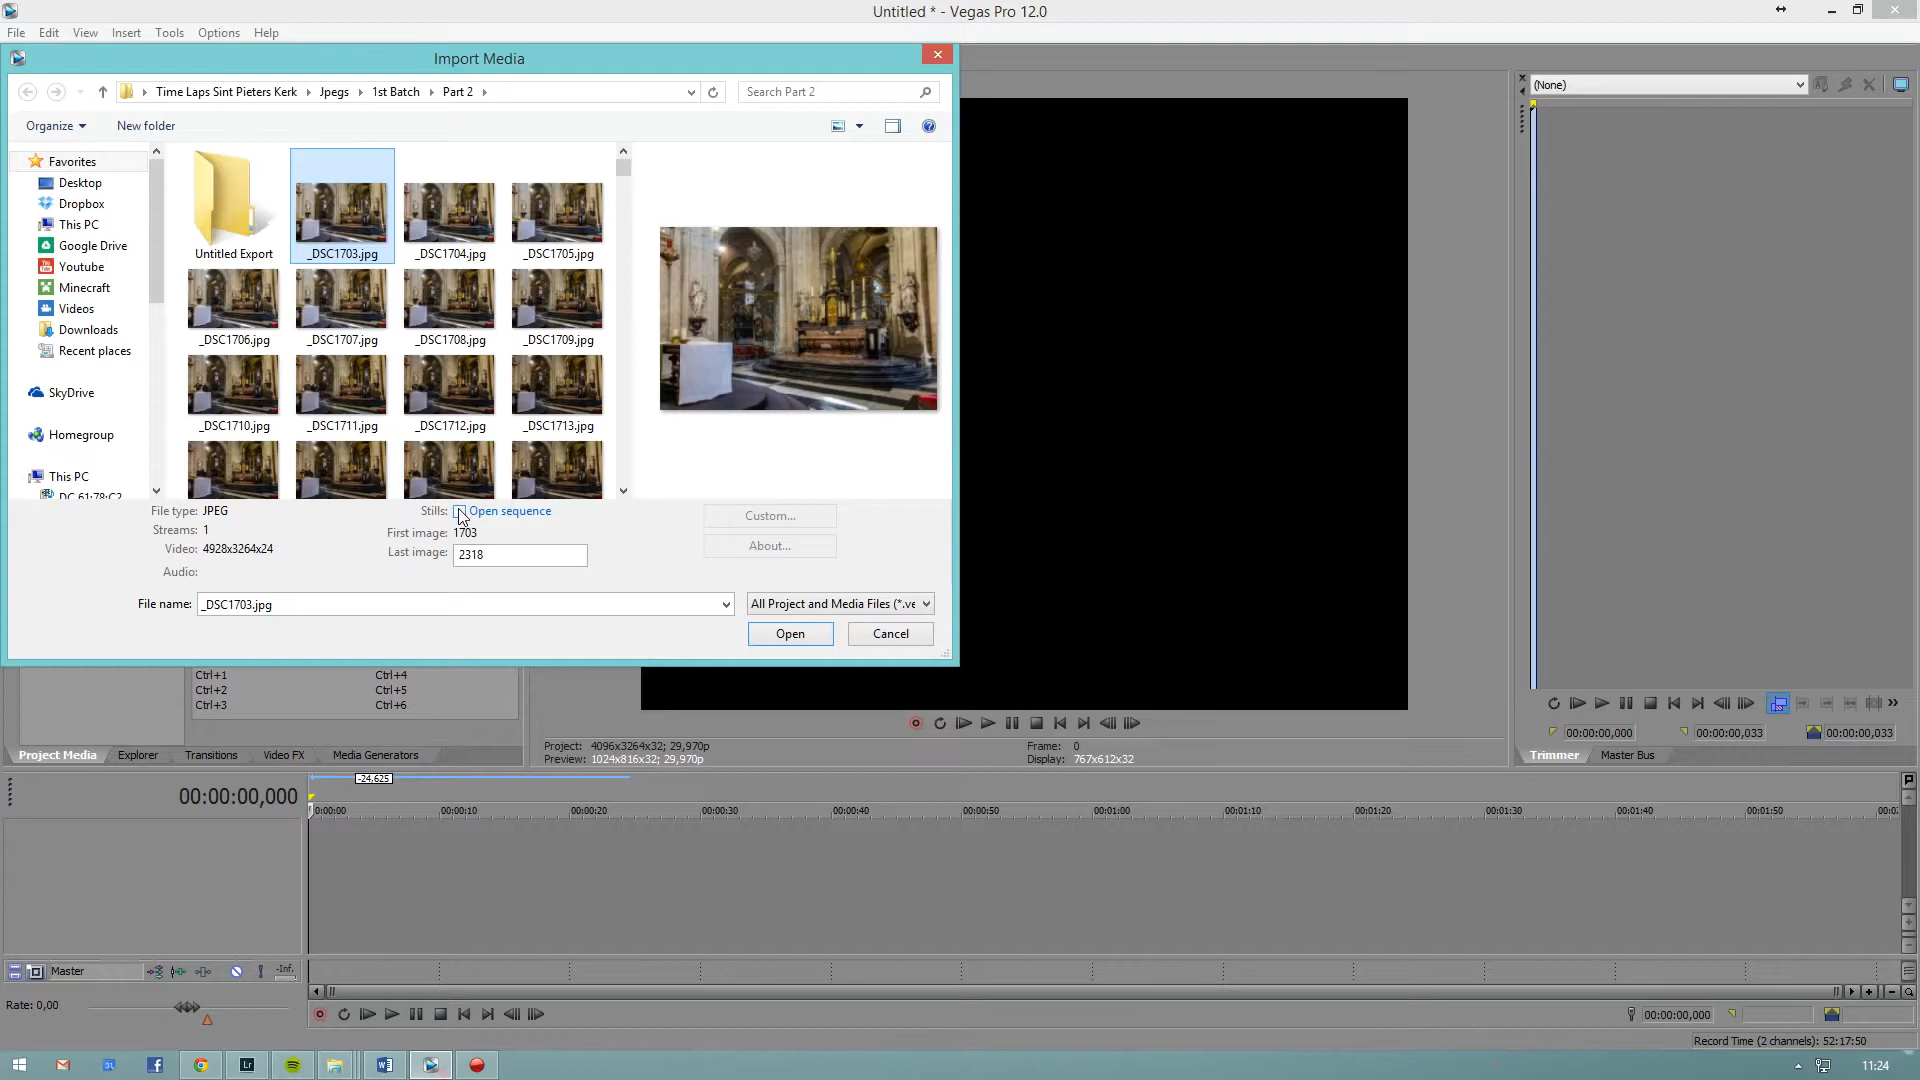 Untitled * - Vegas Pro 12.0
File Edit View Insert Tools Options Help
Import Media
Time Laps Sint Pieters Kerk Jpegs 1st Batch Part 2
Search Part 2
Organize New folder
Favorites
Desktop
Dropbox
This PC
Google Drive
Youtube
Minecraft
Videos
Downloads
Recent places
SkyDrive
Homegroup
This PC
DC 61:78:C2
Untitled Export _DSC1703.jpg _DSC1704.jpg _DSC1705.jpg
_DSC1706.jpg _DSC1707.jpg _DSC1708.jpg _DSC1709.jpg
_DSC1710.jpg _DSC1711.jpg _DSC1712.jpg _DSC1713.jpg
File type: JPEG
Streams: 1
Video: 4928x3264x24
Audio:
Stills: Open sequence
First image: 1703
Last image: 2318
Custom...
About...
File name: _DSC1703.jpg
All Project and Media Files (*.ve
Open Cancel
(None)
Ctrl+1 Ctrl+4
Ctrl+2 Ctrl+5
Ctrl+3 Ctrl+6
Project Media Explorer Transitions Video FX Media Generators
Project: 4096x3264x32; 29,970p
Preview: 1024x816x32; 29,970p
Frame: 0
Display: 767x612x32
00:00:00,000 00:00:00,033 00:00:00,033
Trimmer Master Bus
-24.625
00:00:00,000
0:00:00 00:00:10 00:00:20 00:00:30 00:00:40 00:00:50 00:01:00 00:01:10 00:01:20 00:01:30 00:01:40 00:01:50 00:0
Master
-Inf.
Rate: 0,00
00:00:00,000
Record Time (2 channels): 52:17:50
11:24